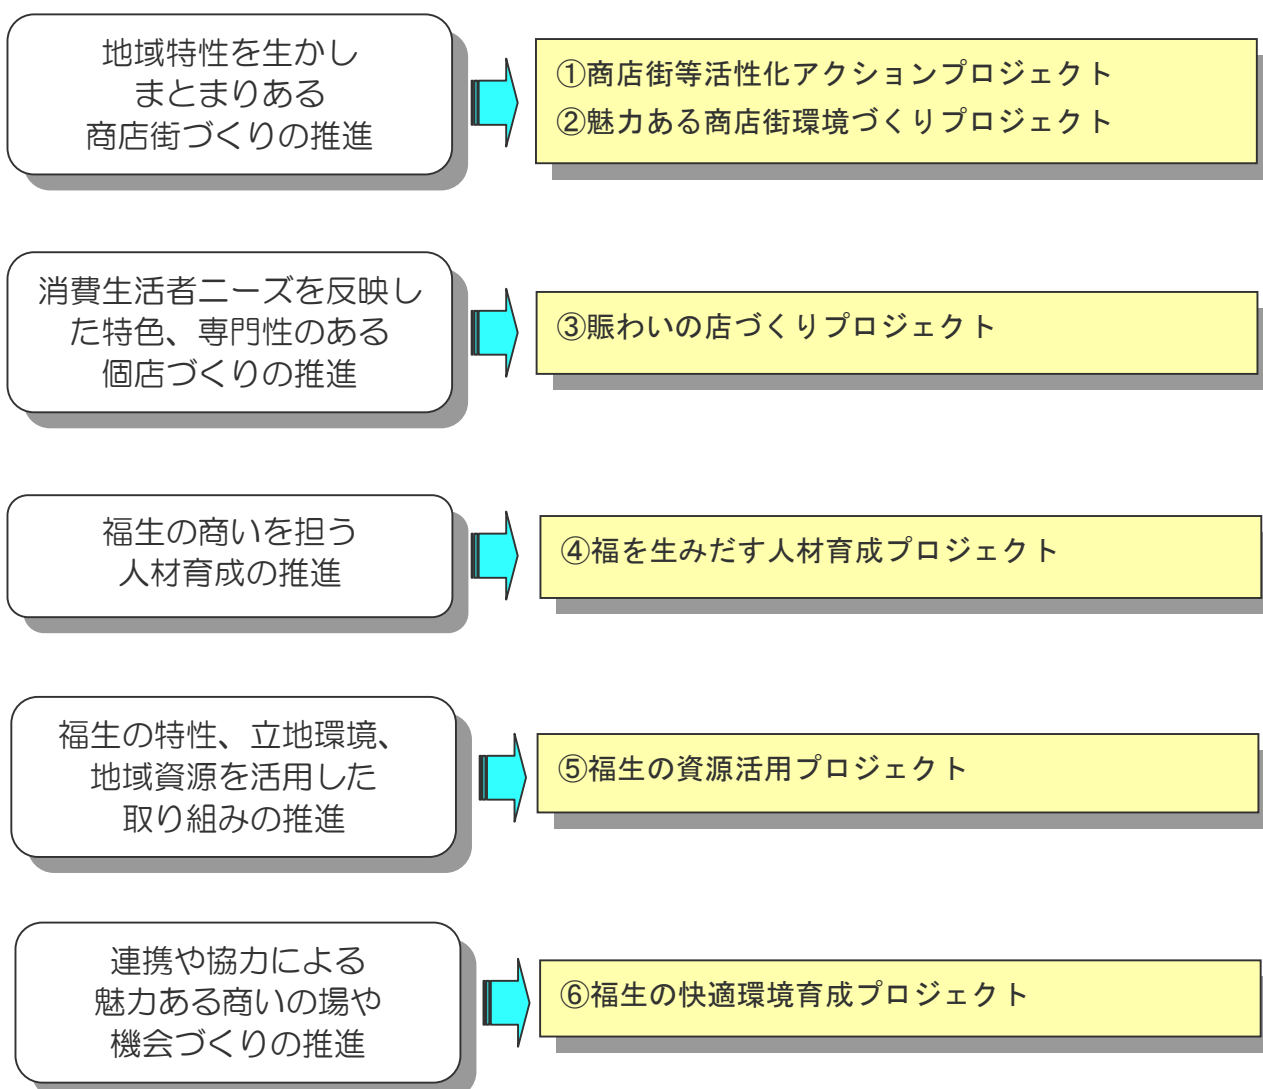 地域特性を生かし
まとまりある
商店街づくりの推進
①商店街等活性化アクションプロジェクト
②魅力ある商店街環境づくりプロジェクト
消費生活者ニーズを反映し
た特色、専門性のある
個店づくりの推進
③賑わいの店づくりプロジェクト
福生の商いを担う
人材育成の推進
④福を生みだす人材育成プロジェクト
福生の特性、立地環境、
地域資源を活用した
取り組みの推進
⑤福生の資源活用プロジェクト
連携や協力による
魅力ある商いの場や
機会づくりの推進
⑥福生の快適環境育成プロジェクト